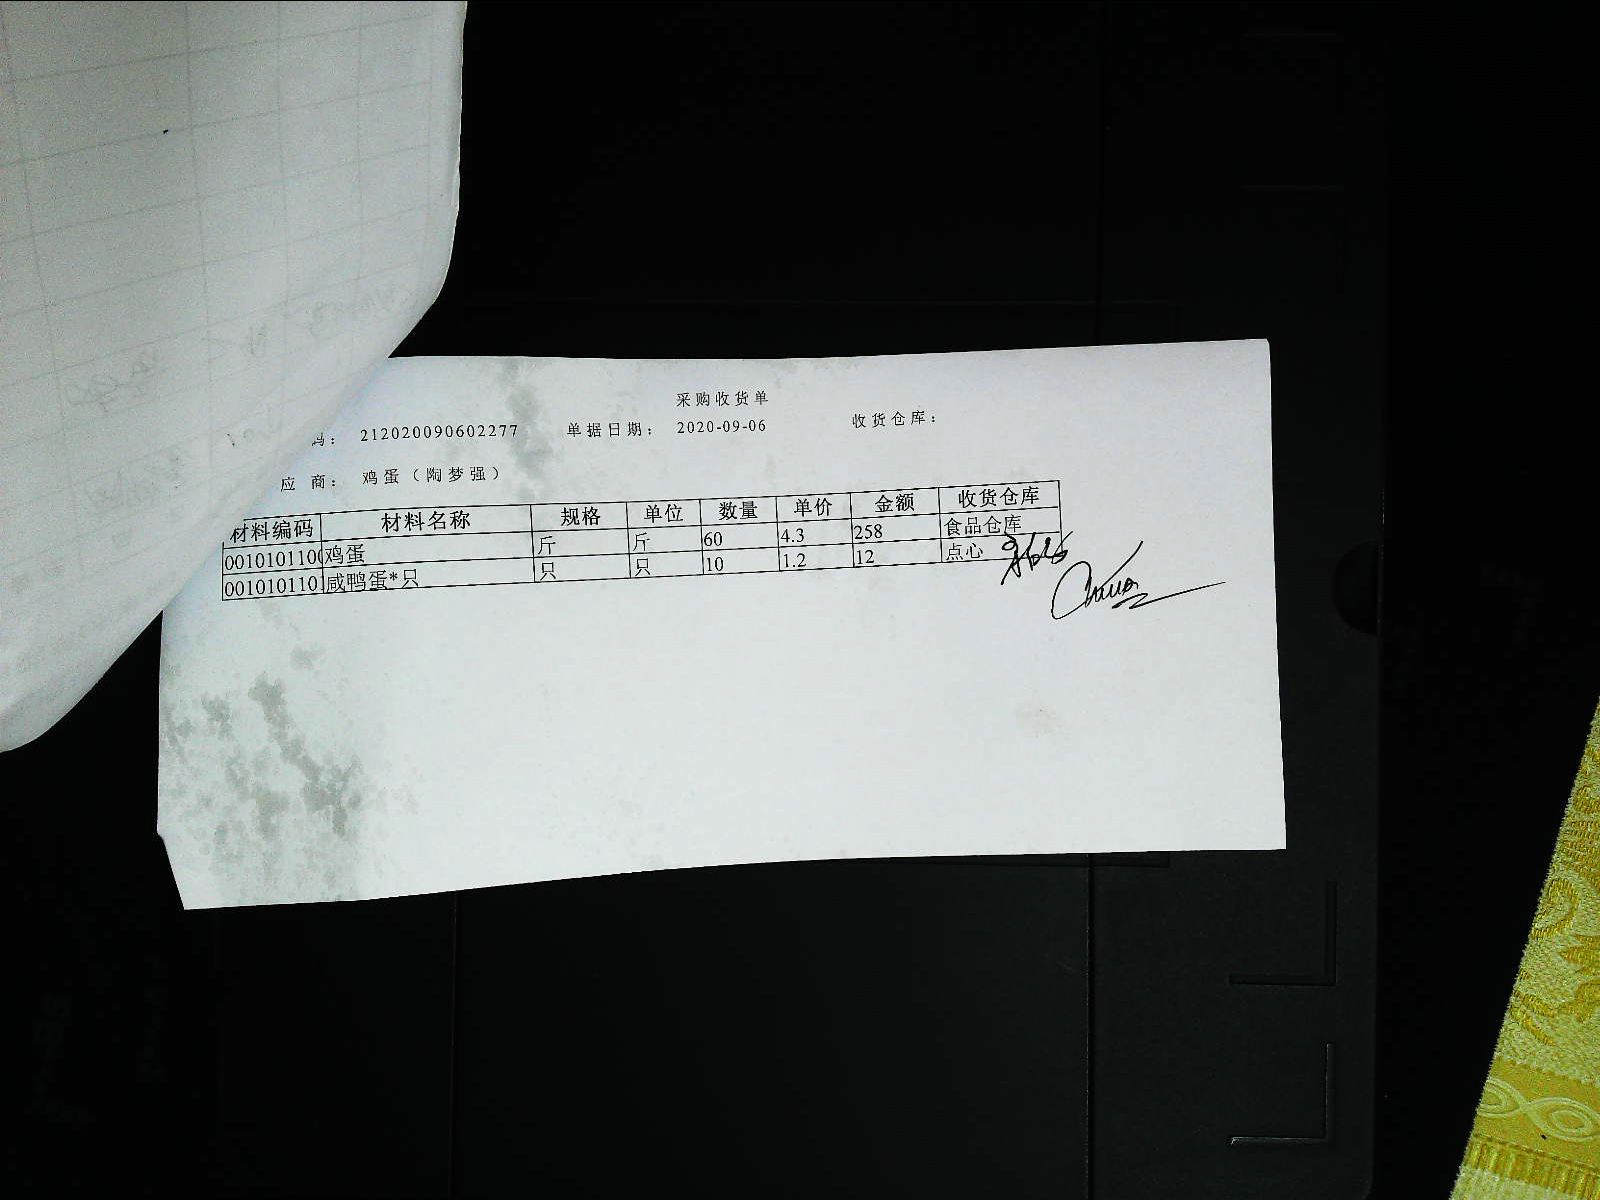 采购收货单
码： 212020090602277 单据日期： 2020-09-06 收货仓库：
应 商： 鸡蛋（陶梦强）
材料编码 材料名称 规格 单位 数量 单价 金额 收货仓库
0010101100 鸡蛋 斤 斤 60 4.3 258 食品仓库
001010110 咸鸭蛋*只 只 只 10 1.2 12 点心